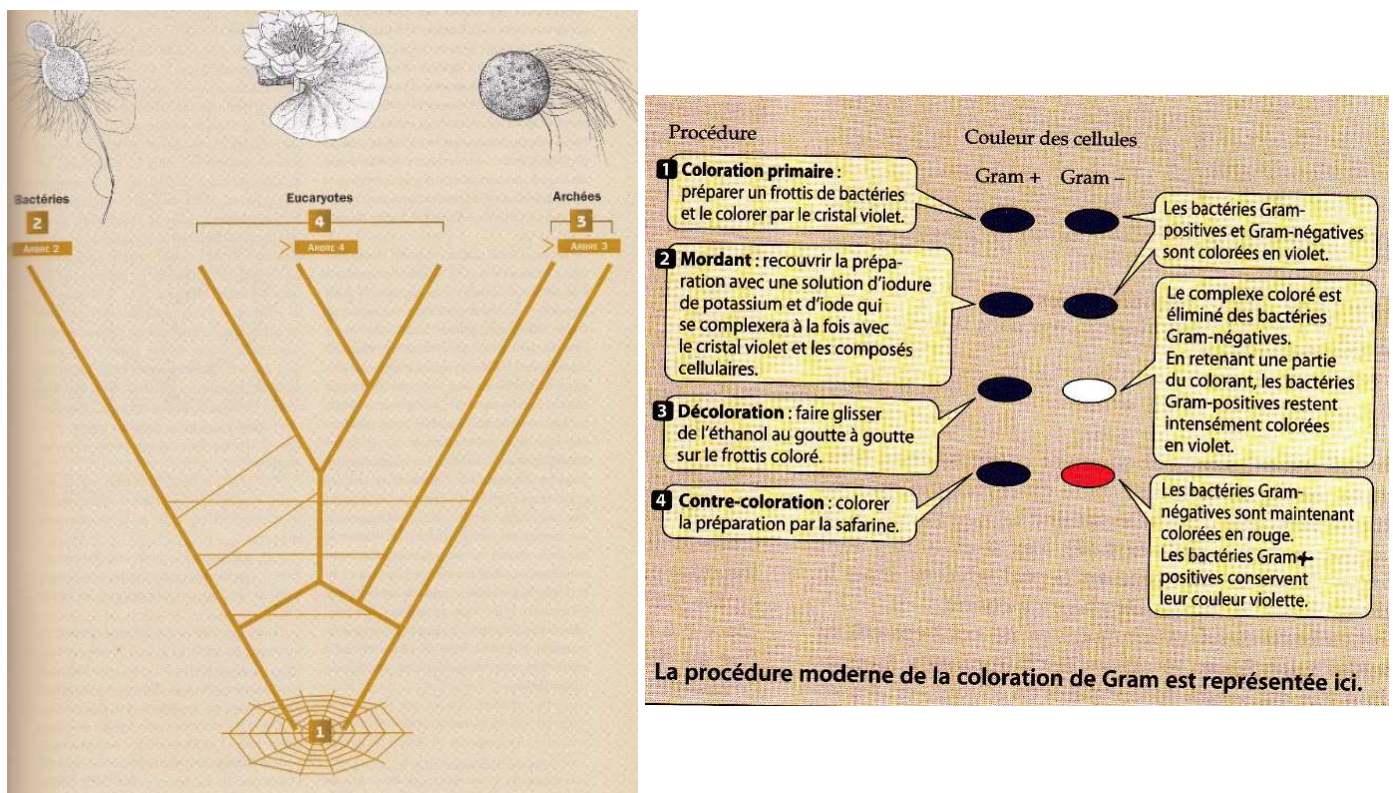 Bactéries
2
ARBRE 2
Eucaryotes
4
ARBRE 4
Archées
3
ARBRE 3
1
Procédure
Couleur des cellules
Gram +
Gram –
1 Coloration primaire :
préparer un frottis de bactéries
et le colorer par le cristal violet.
2 Mordant : recouvrir la prépa-
ration avec une solution d'iodure
de potassium et d'iode qui
se complexera à la fois avec
le cristal violet et les composés
cellulaires.
3 Décoloration : faire glisser
de l'éthanol au goutte à goutte
sur le frottis coloré.
4 Contre-coloration : colorer
la préparation par la safarine.
Les bactéries Gram-
positives et Gram-négatives
sont colorées en violet.
Le complexe coloré est
éliminé des bactéries
Gram-négatives.
En retenant une partie
du colorant, les bactéries
Gram-positives restent
intensément colorées
en violet.
Les bactéries Gram-
négatives sont maintenant
colorées en rouge.
Les bactéries Gram+
positives conservent
leur couleur violette.
La procédure moderne de la coloration de Gram est représentée ici.